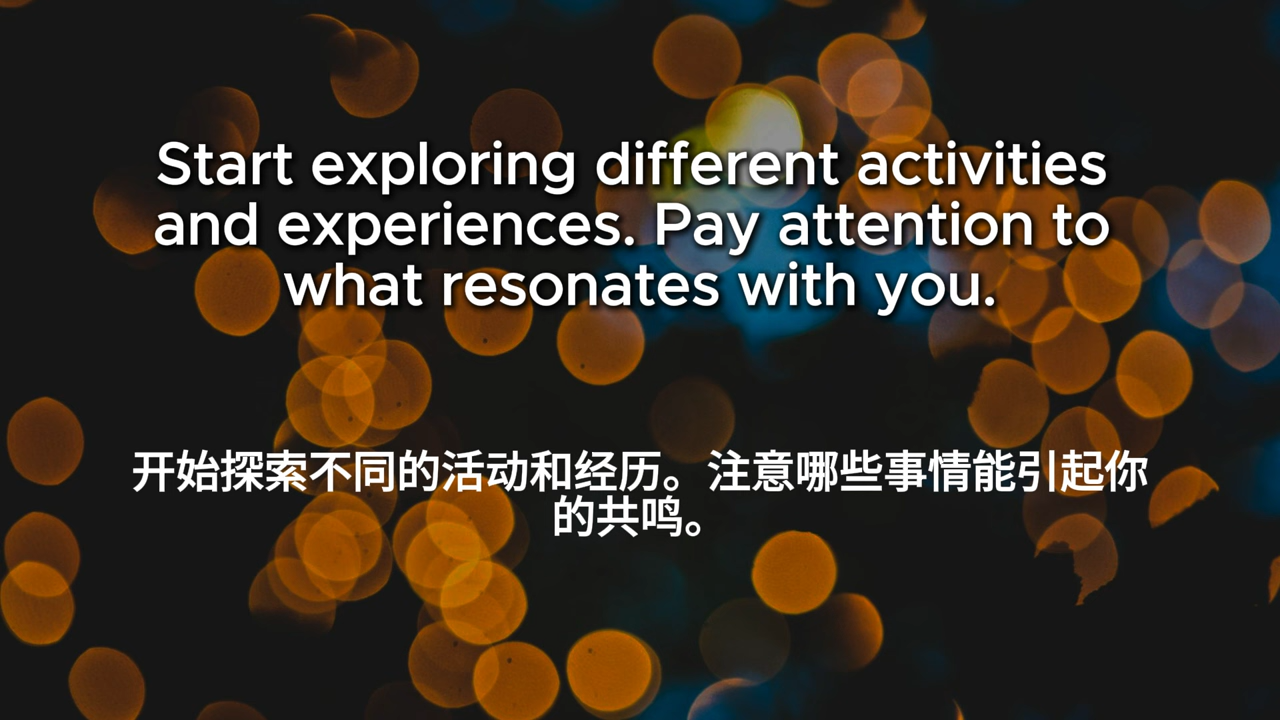 Start exploring different activities
and experiences. Pay attention to
what resonates with you.
开始探索不同的活动和经历。注意哪些事情能引起你
的共鸣。